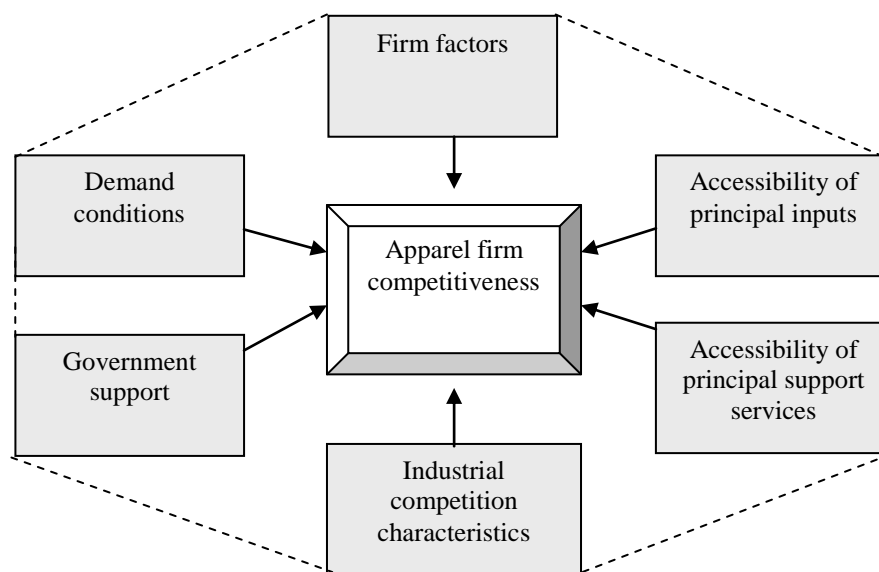 Firm factors
Demand
conditions
Accessibility of
principal inputs
Apparel firm
competitiveness
Government
support
Accessibility of
principal support
services
Industrial
competition
characteristics